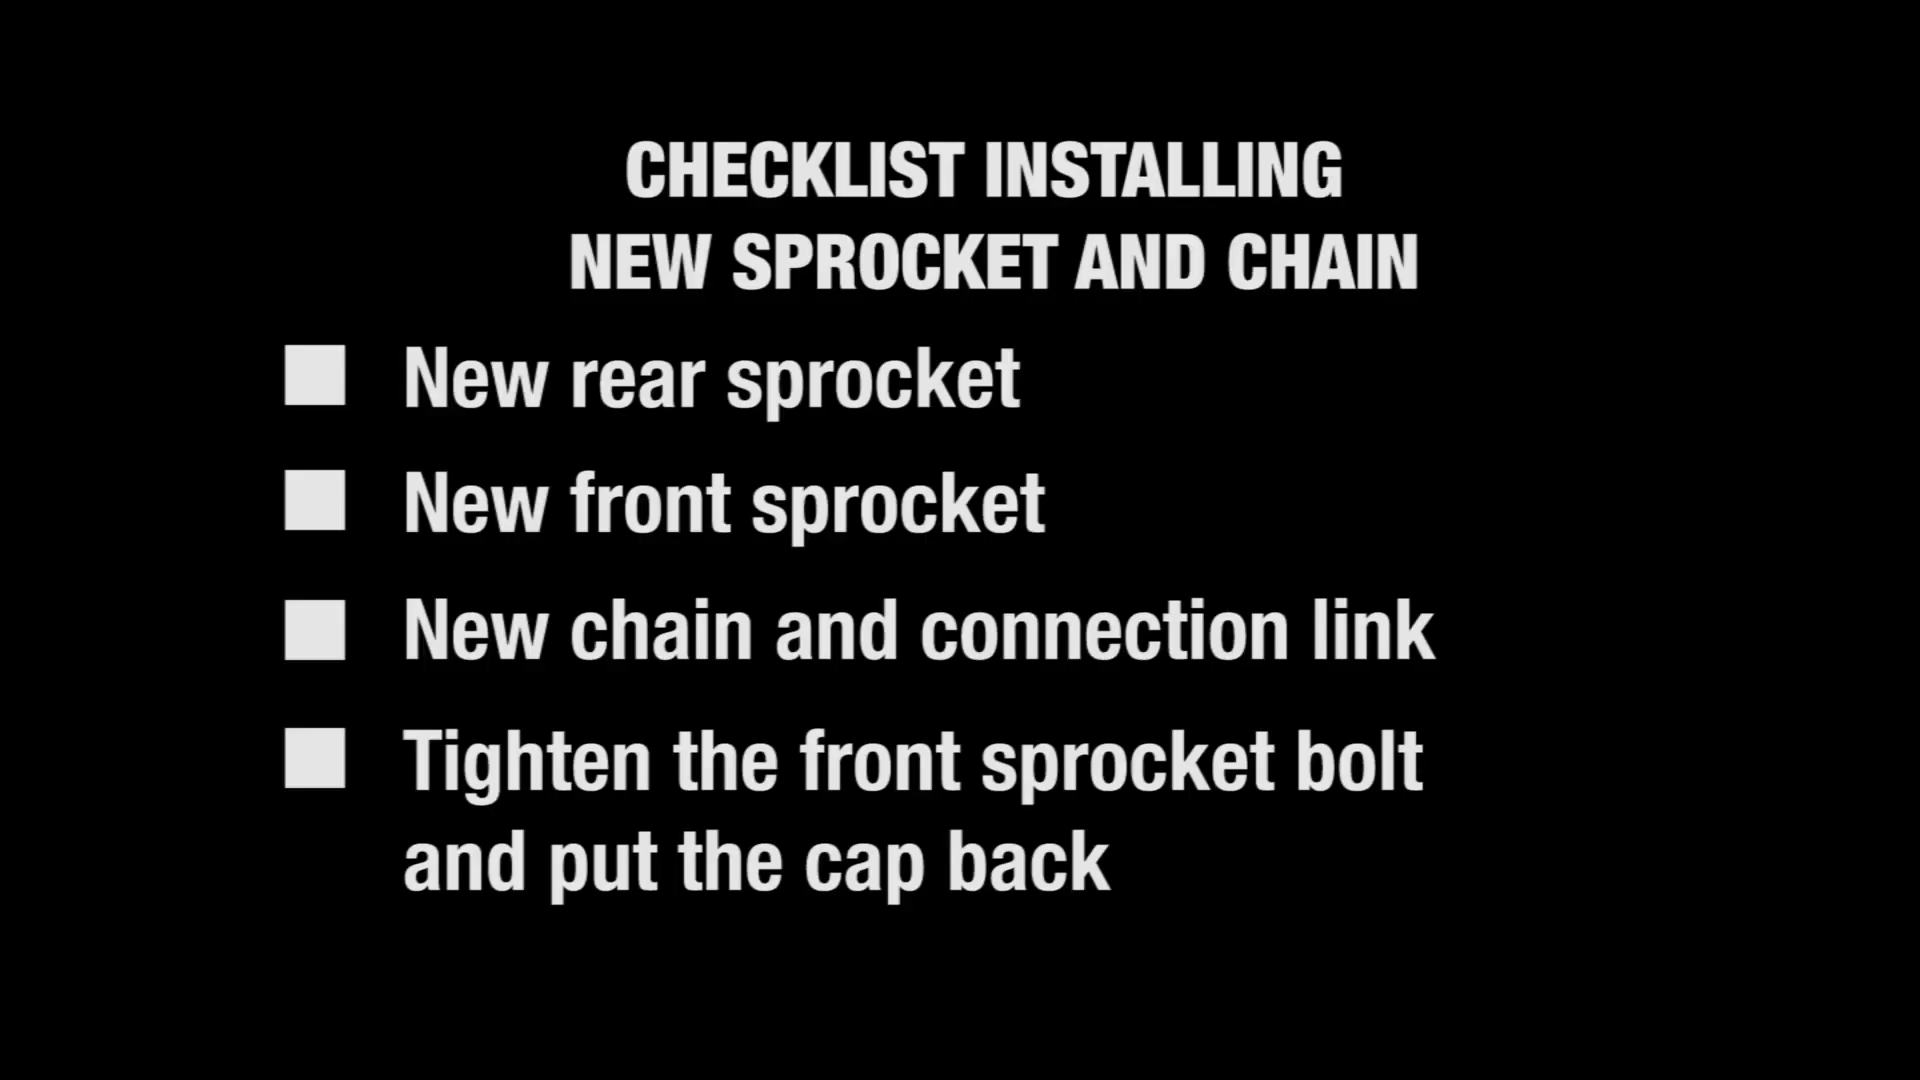 CHECKLIST INSTALLING
NEW SPROCKET AND CHAIN
New rear sprocket
New front sprocket
New chain and connection link
Tighten the front sprocket bolt
and put the cap back